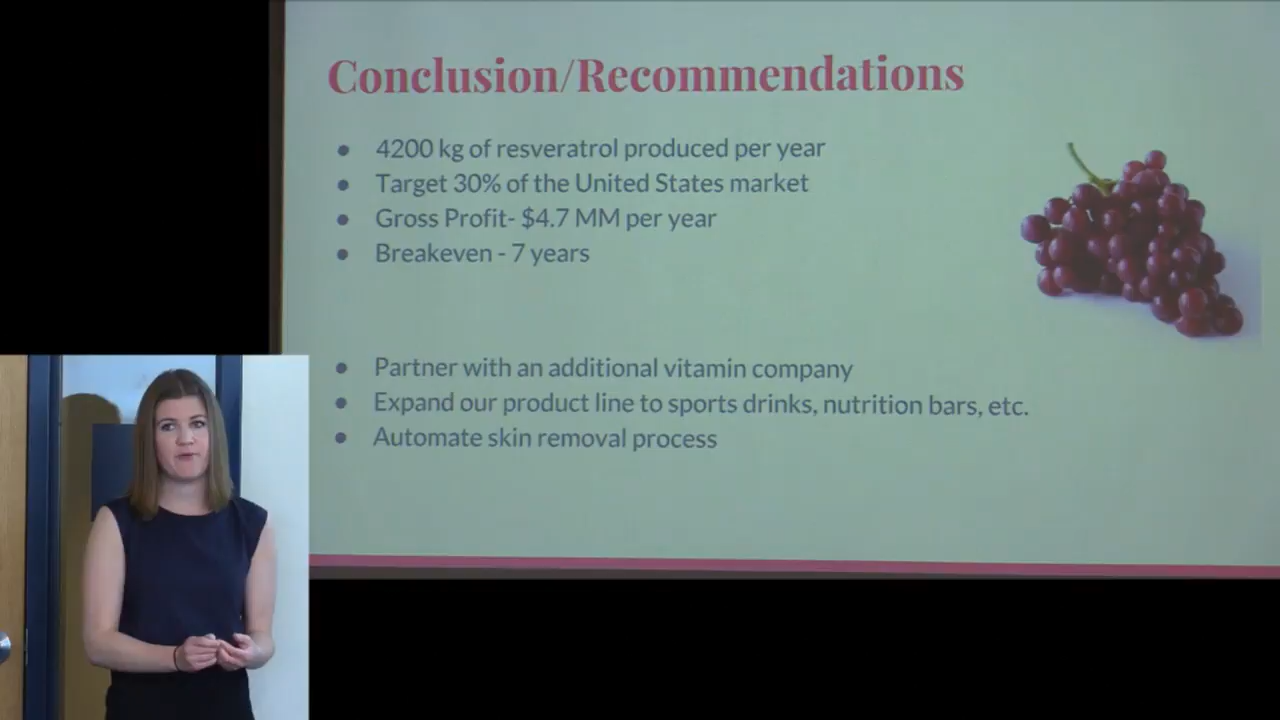 Conclusion/Recommendations
● 4200 kg of resveratrol produced per year
● Target 30% of the United States market
● Gross Profit- $4.7 MM per year
● Breakeven - 7 years
● Partner with an additional vitamin company
● Expand our product line to sports drinks, nutrition bars, etc.
● Automate skin removal process